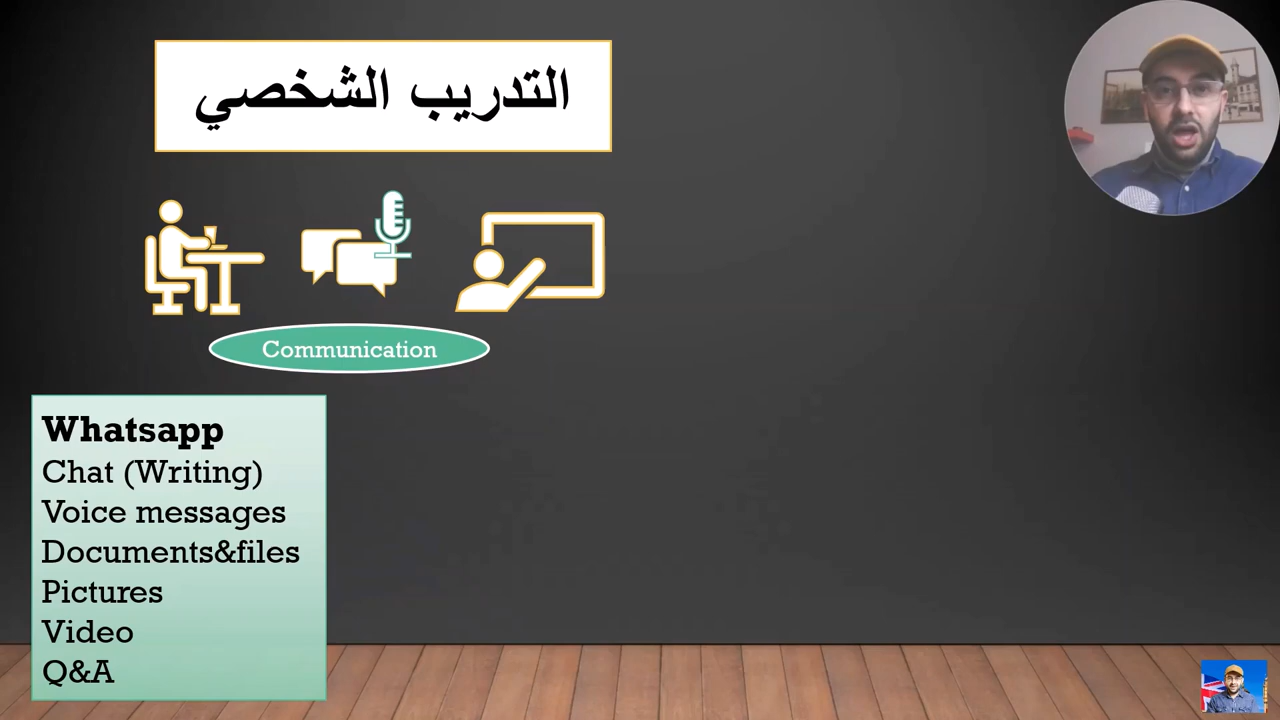 التدريب الشخصي
Communication
Whatsapp
Chat (Writing)
Voice messages
Documents&files
Pictures
Video
Q&A